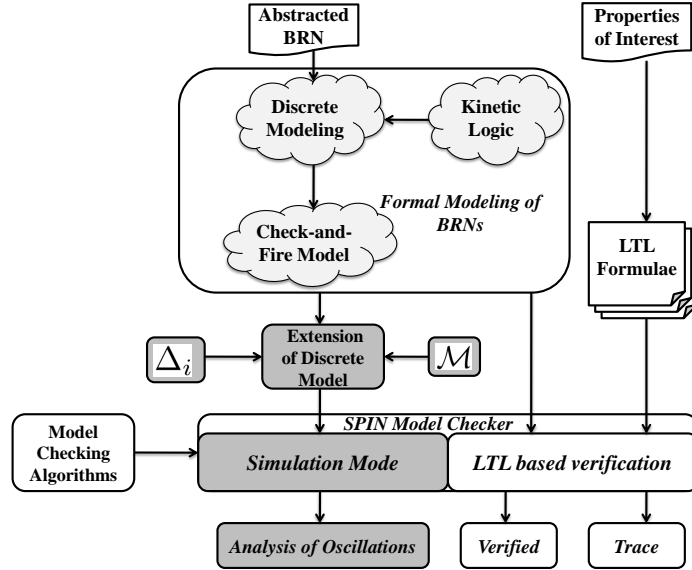 Abstracted
BRN
Properties
of Interest
Discrete
Modeling
Kinetic
Logic
Formal Modeling of
BRNs
Check-and-
Fire Model
LTL
Formulae
Δi
Extension
of Discrete
Model
ℳ
SPIN Model Checker
Model
Checking
Algorithms
Simulation Mode
LTL based verification
Analysis of Oscillations
Verified
Trace